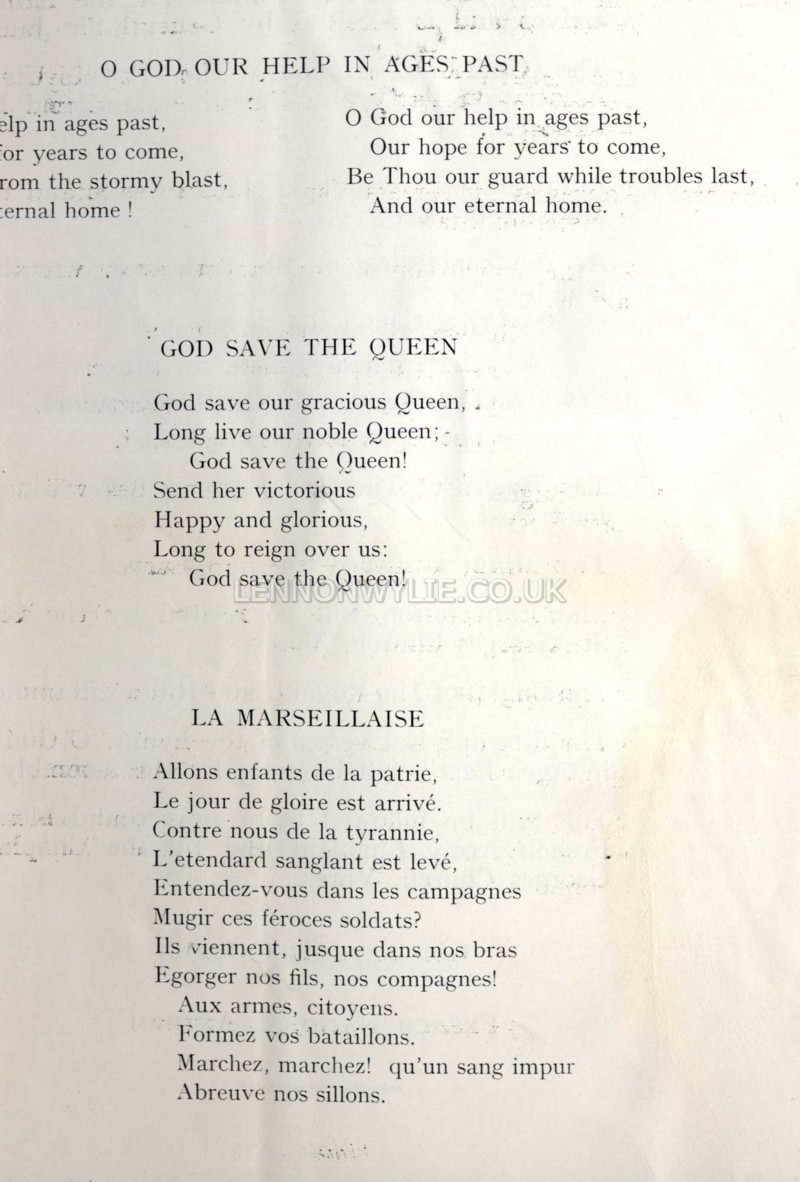 O GOD, OUR HELP IN AGES PAST
elp in ages past,
for years to come,
rom the stormy blast,
ternal home !
O God our help in ages past,
Our hope for years to come,
Be Thou our guard while troubles last,
And our eternal home.
GOD SAVE THE QUEEN
God save our gracious Queen,
Long live our noble Queen;
God save the Queen!
Send her victorious
Happy and glorious,
Long to reign over us:
God save the Queen!
LENNONWYLIE.CO.UK
LA MARSEILLAISE
Allons enfants de la patrie,
Le jour de gloire est arrivé.
Contre nous de la tyrannie,
L'etendard sanglant est levé,
Entendez-vous dans les campagnes
Mugir ces féroces soldats?
Ils viennent, jusque dans nos bras
Egorger nos fils, nos compagnes!
Aux armes, citoyens.
Formez vos bataillons.
Marchez, marchez! qu'un sang impur
Abreuve nos sillons.